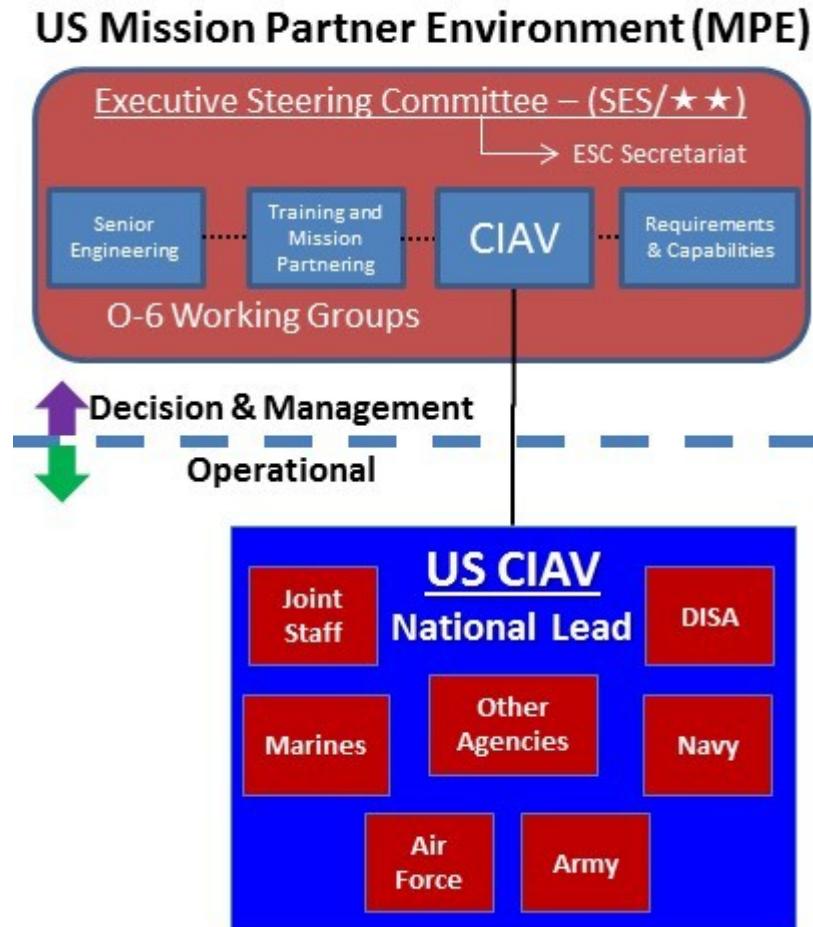 US Mission Partner Environment (MPE)
Executive Steering Committee – (SES/★★)
ESC Secretariat
Senior
Engineering
Training and
Mission
Partnering
CIAV
Requirements
& Capabilities
O-6 Working Groups
Decision & Management
Operational
US CIAV
National Lead
Joint
Staff
DISA
Marines
Other
Agencies
Navy
Air
Force
Army